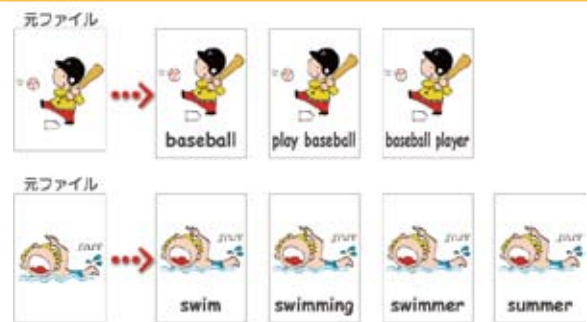 元ファイル
baseball
play baseball
baseball player
元ファイル
swim
swimming
swimmer
summer